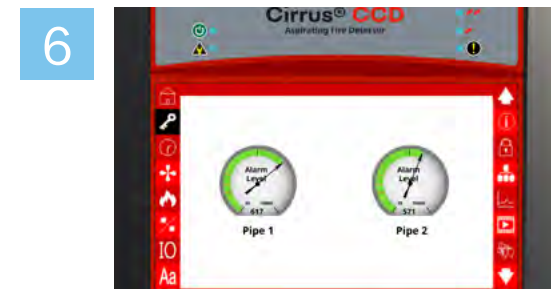 6
Cirrus® CCD
Aspirating Fire Detector
Alarm Level
617
Pipe 1
Alarm Level
571
Pipe 2
IO
Aa